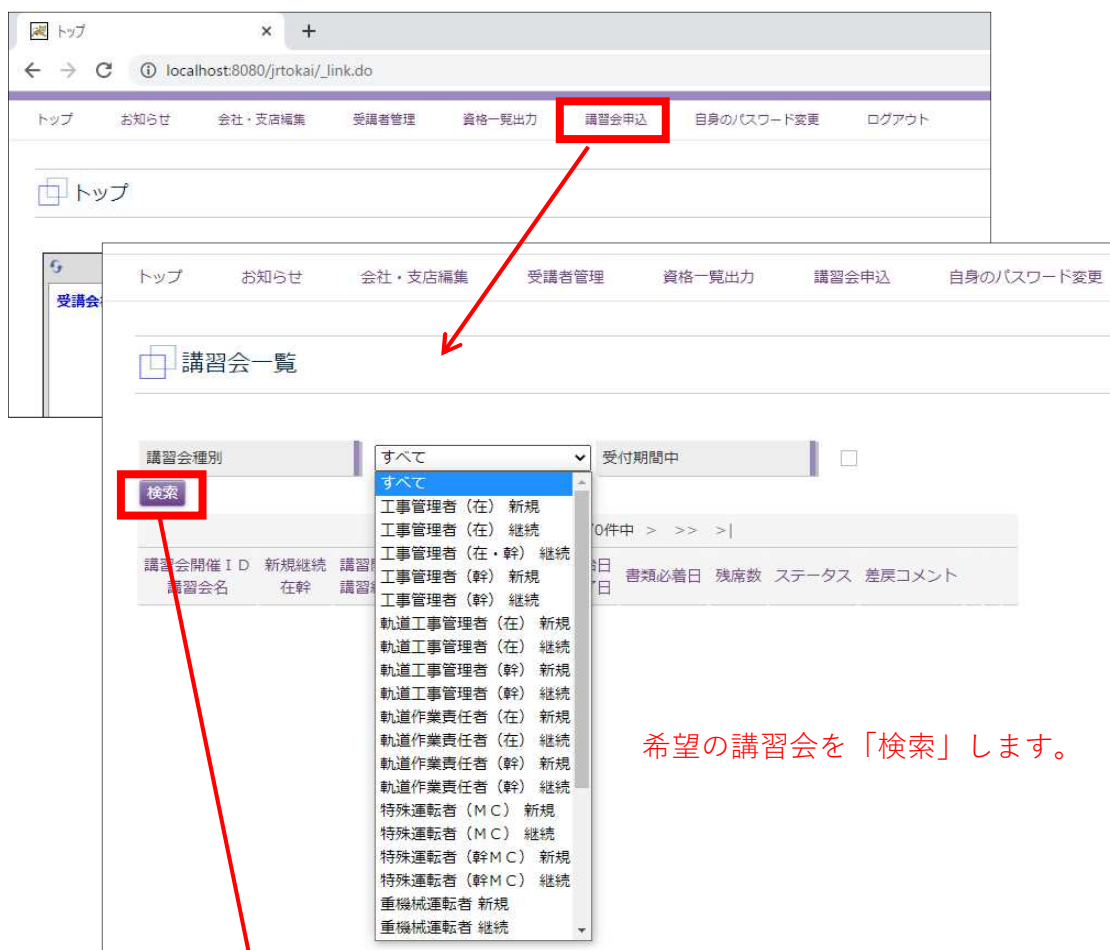 トップ
localhost:8080/jrtokai/_link.do
トップ お知らせ 会社・支店編集 受講者管理 資格一覧出力 講習会申込 自身のパスワード変更 ログアウト
トップ
受講会
トップ お知らせ 会社・支店編集 受講者管理 資格一覧出力 講習会申込 自身のパスワード変更
講習会一覧
講習会種別 すべて 受付期間中
検索
すべて
工事管理者（在） 新規
工事管理者（在） 継続
工事管理者（在・幹） 継続
工事管理者（幹） 新規
工事管理者（幹） 継続
軌道工事管理者（在） 新規
軌道工事管理者（在） 継続
軌道工事管理者（幹） 新規
軌道工事管理者（幹） 継続
軌道作業責任者（在） 新規
軌道作業責任者（在） 継続
軌道作業責任者（幹） 新規
軌道作業責任者（幹） 継続
特殊運転者（ＭＣ） 新規
特殊運転者（ＭＣ） 継続
特殊運転者（幹ＭＣ） 新規
特殊運転者（幹ＭＣ） 継続
重機械運転者 新規
重機械運転者 継続
/0件中 > >> >|
講習会開催ＩＤ 新規継続 講習 日 書類必着日 残席数 ステータス 差戻コメント
講習会名 在幹 講習 日
希望の講習会を「検索」します。